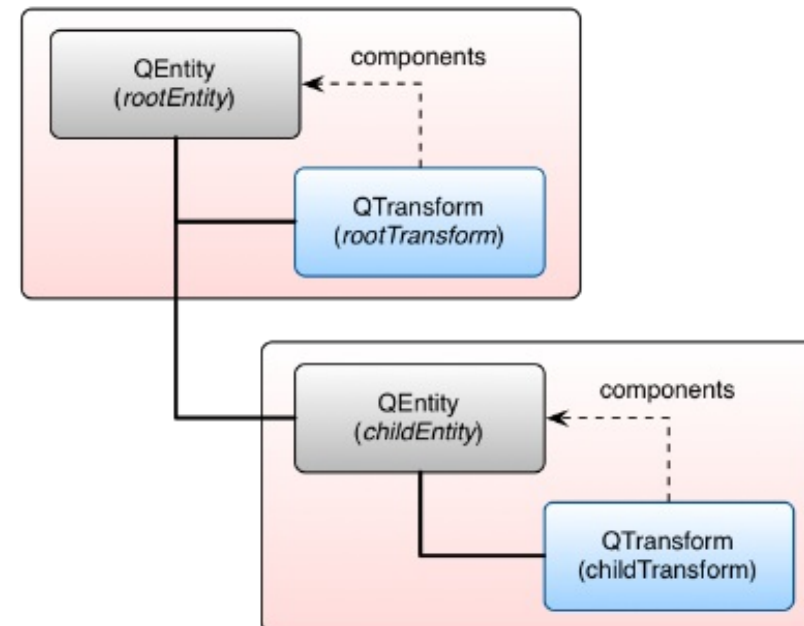 QEntity
(rootEntity)
components
QTransform
(rootTransform)
QEntity
(childEntity)
components
QTransform
(childTransform)